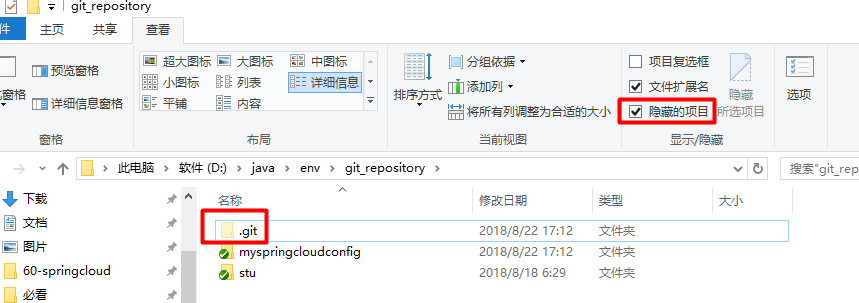 git_repository
件 主页 共享 查看
预览窗格
详细信息窗格
窗格
超大图标 大图标 中图标
小图标 列表 详细信息
平铺 内容
布局
排序方式
分组依据
添加列
将所有列调整为合适的大小
当前视图
项目复选框
文件扩展名
隐藏的项目
隐藏
所选项目
显示/隐藏
选项
此电脑 软件 (D:) java env git_repository
搜索"git_rep
下载
文档
图片
60-springcloud
必看
名称 修改日期 类型 大小
.git 2018/8/22 17:12 文件夹
myspringcloudconfig 2018/8/22 17:12 文件夹
stu 2018/8/18 6:29 文件夹